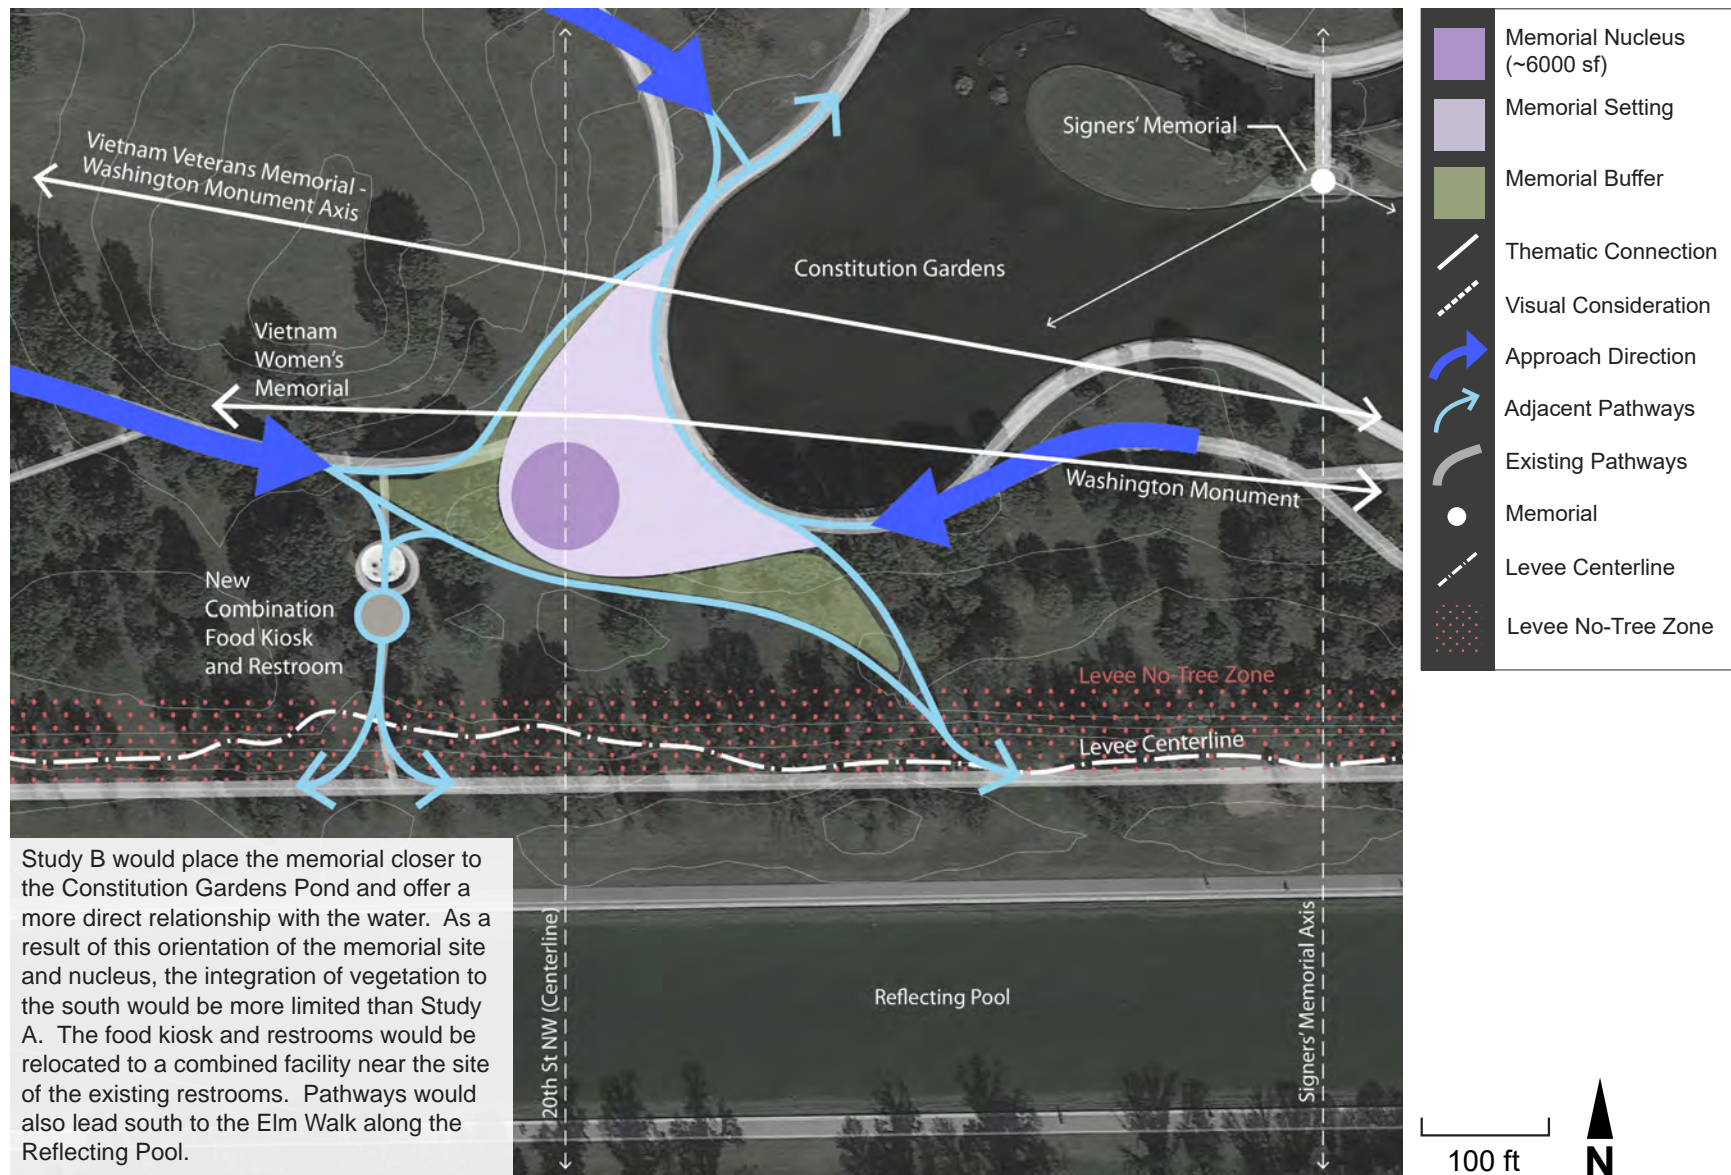 Vietnam Veterans Memorial -
Washington Monument Axis
Signers' Memorial
Constitution Gardens
Vietnam
Women's
Memorial
Washington Monument
New
Combination
Food Kiosk
and Restroom
Levee No-Tree Zone
Levee Centerline
20th St NW (Centerline)
Signers' Memorial Axis
Reflecting Pool
Study B would place the memorial closer to
the Constitution Gardens Pond and offer a
more direct relationship with the water.  As a
result of this orientation of the memorial site
and nucleus, the integration of vegetation to
the south would be more limited than Study
A.  The food kiosk and restrooms would be
relocated to a combined facility near the site
of the existing restrooms.  Pathways would
also lead south to the Elm Walk along the
Reflecting Pool.
Memorial Nucleus
(~6000 sf)
Memorial Setting
Memorial Buffer
Thematic Connection
Visual Consideration
Approach Direction
Adjacent Pathways
Existing Pathways
Memorial
Levee Centerline
Levee No-Tree Zone
100 ft
N